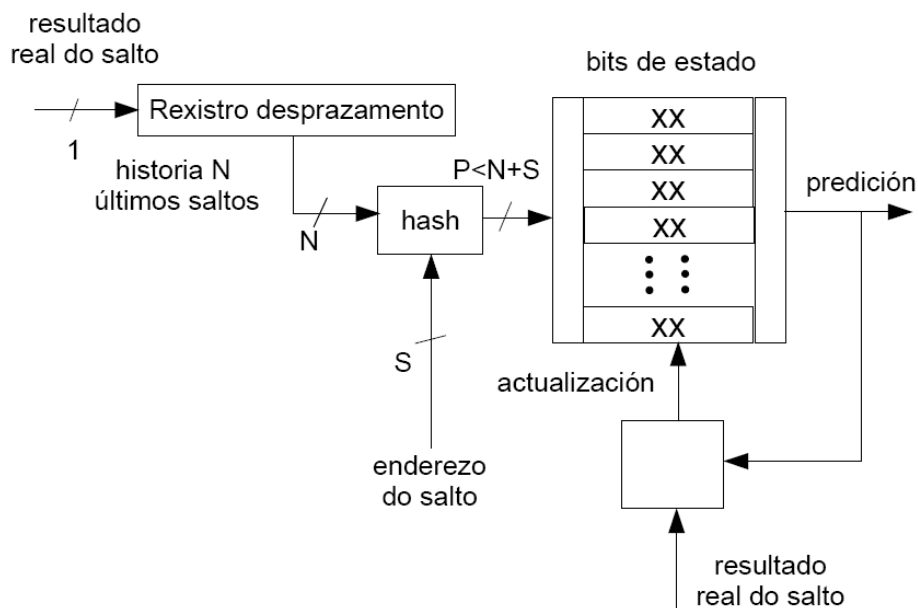 resultado
real do salto
1
Rexistro desprazamento
historia N
últimos saltos
N
hash
P<N+S
S
enderezo
do salto
bits de estado
xx
xx
xx
xx
xx
predición
actualización
resultado
real do salto